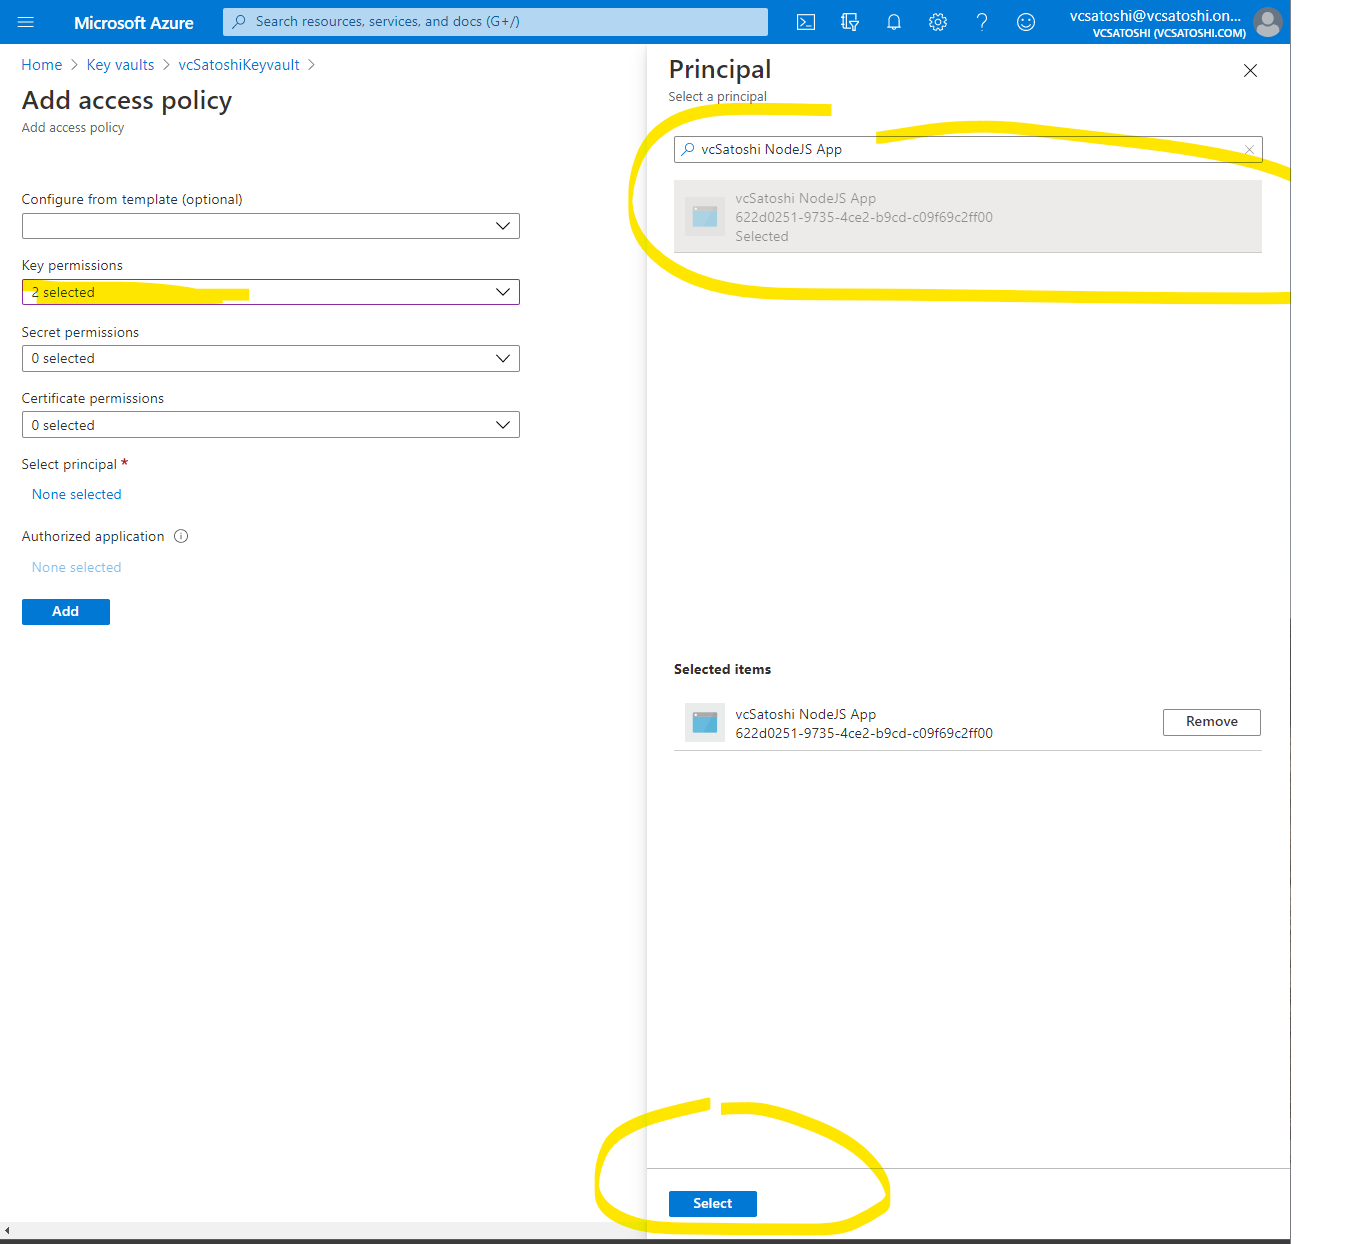 Microsoft Azure
Search resources, services, and docs (G+/)
vcsatoshi@vcsatoshi.on...
VCSATOSHI (VCSATOSHI.COM)
Home > Key vaults > vcSatoshiKeyvault >
Add access policy
Add access policy
Configure from template (optional)
Key permissions
2 selected
Secret permissions
0 selected
Certificate permissions
0 selected
Select principal *
None selected
Authorized application
None selected
Add
Principal
Select a principal
vcSatoshi NodeJS App
vcSatoshi NodeJS App
622d0251-9735-4ce2-b9cd-c09f69c2ff00
Selected
Selected items
vcSatoshi NodeJS App
622d0251-9735-4ce2-b9cd-c09f69c2ff00
Remove
Select